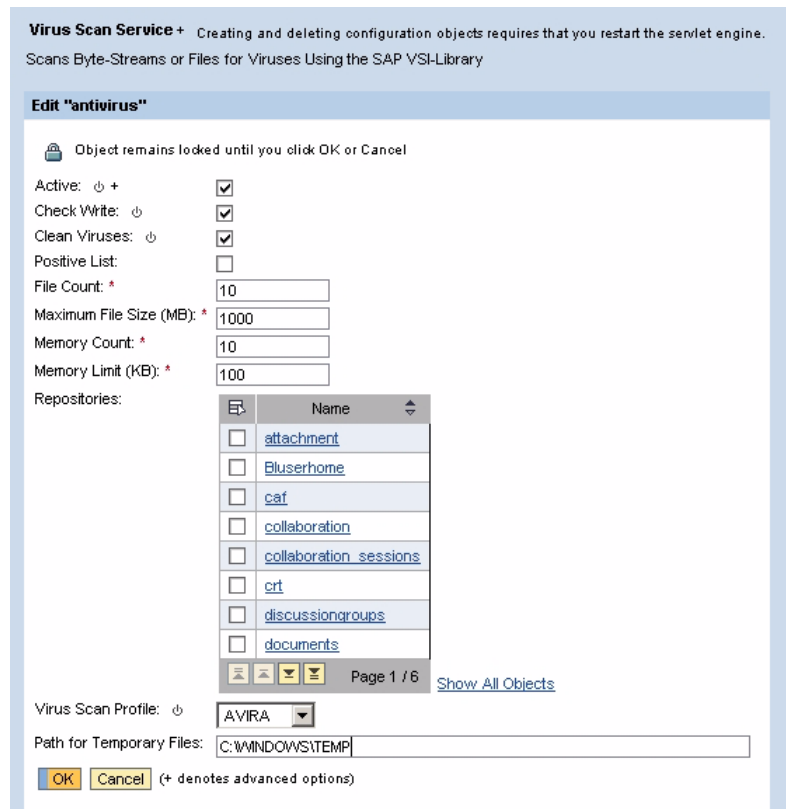 Virus Scan Service + Creating and deleting configuration objects requires that you restart the servlet engine.
Scans Byte-Streams or Files for Viruses Using the SAP VSI-Library
Edit "antivirus"
Object remains locked until you click OK or Cancel
Active: +
Check Write:
Clean Viruses:
Positive List:
File Count: * 10
Maximum File Size (MB): * 1000
Memory Count: * 10
Memory Limit (KB): * 100
Repositories:
Name
attachment
BIuserhome
caf
collaboration
collaboration_sessions
crt
discussiongroups
documents
Page 1 / 6 Show All Objects
Virus Scan Profile: AVIRA
Path for Temporary Files: C:\WINDOWS\TEMP
OK Cancel (+ denotes advanced options)